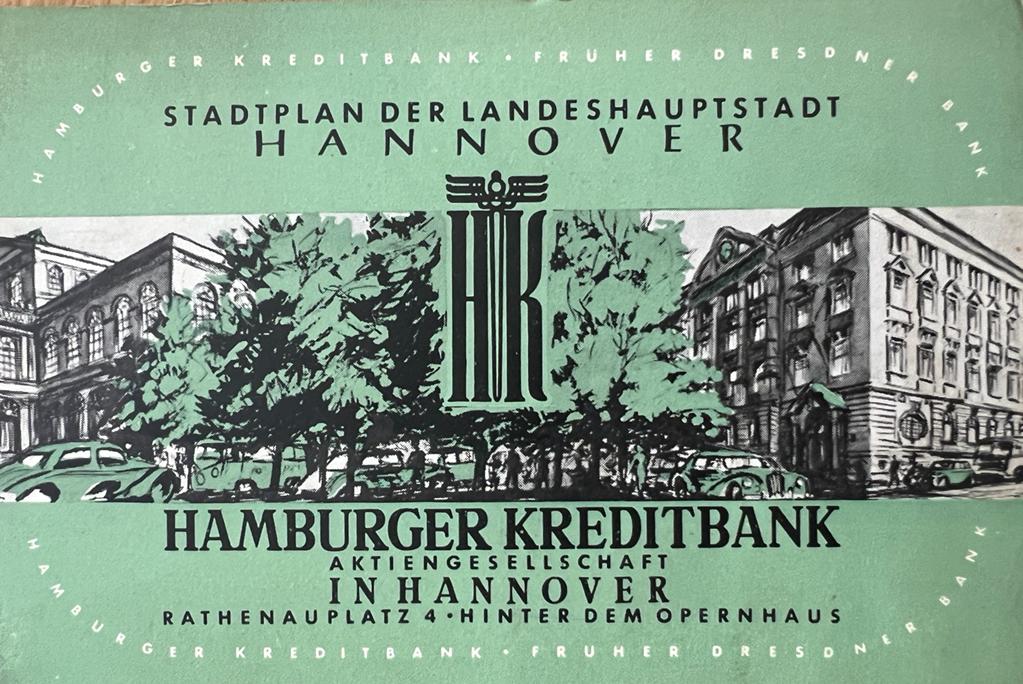 HAMBURGER KREDITBANK • FRÜHER DRESDNER BANK
STADTPLAN DER LANDESHAUPTSTADT
HANNOVER
HK
HAMBURGER KREDITBANK
AKTIENGESELLSCHAFT
IN HANNOVER
RATHENAUPLATZ 4 • HINTER DEM OPERNHAUS
HAMBURGER KREDITBANK • FRÜHER DRESDNER BANK